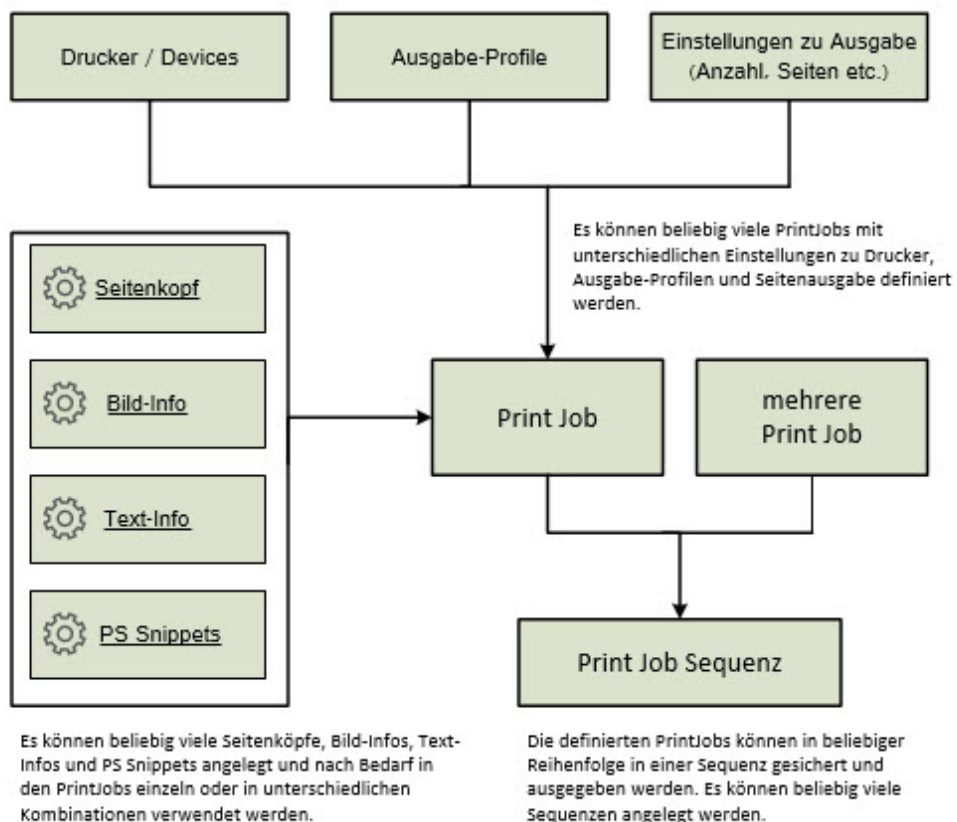 Drucker / Devices
Ausgabe-Profile
Einstellungen zu Ausgabe
(Anzahl, Seiten etc.)
Es können beliebig viele PrintJobs mit
unterschiedlichen Einstellungen zu Drucker,
Ausgabe-Profilen und Seitenausgabe definiert
werden.
Seitenkopf
Bild-Info
Text-Info
PS Snippets
Print Job
mehrere
Print Job
Print Job Sequenz
Es können beliebig viele Seitenköpfe, Bild-Infos, Text-
Infos und PS Snippets angelegt und nach Bedarf in
den PrintJobs einzeln oder in unterschiedlichen
Kombinationen verwendet werden.
Die definierten PrintJobs können in beliebiger
Reihenfolge in einer Sequenz gesichert und
ausgegeben werden. Es können beliebig viele
Sequenzen angelegt werden.